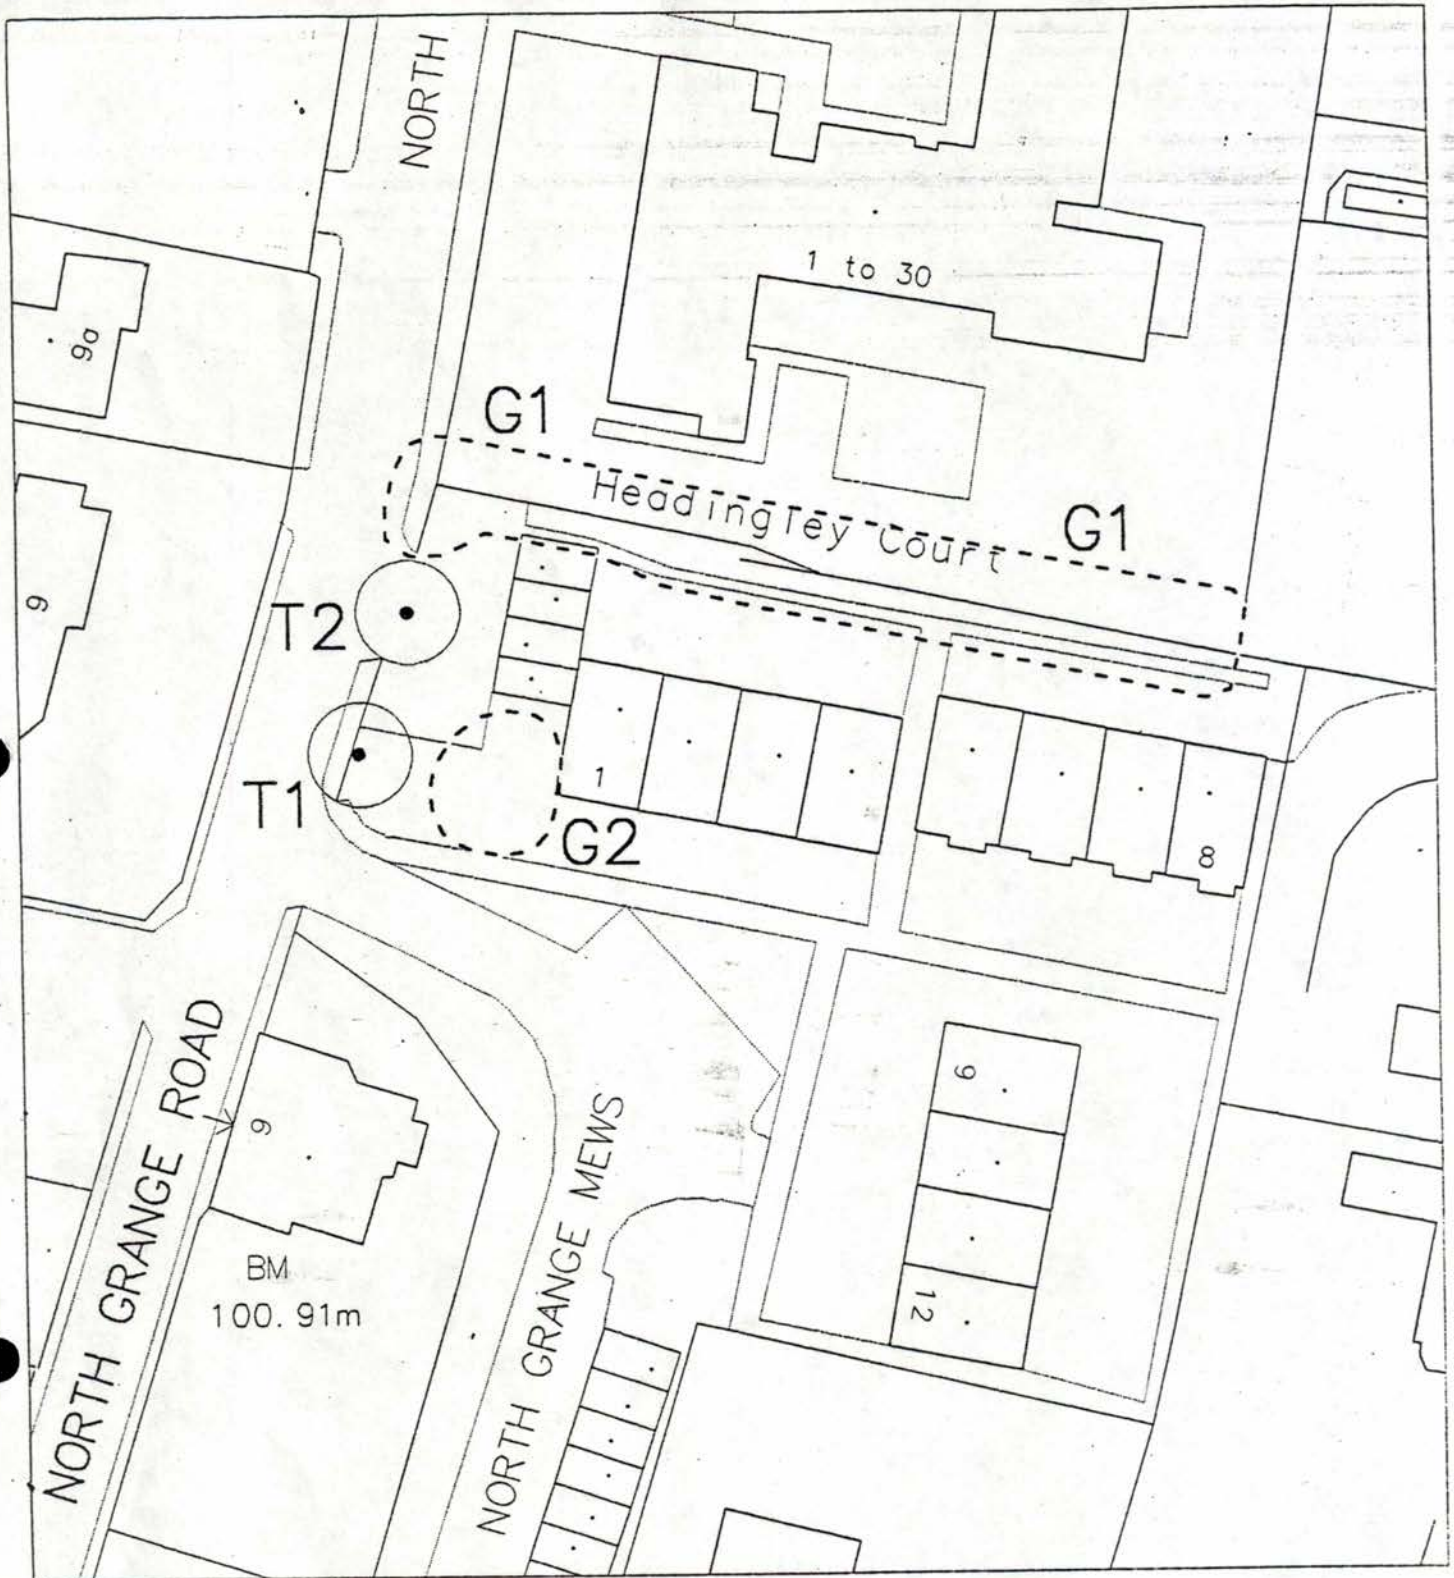 NORTH
1 to 30
9a
G1
Headingley Court
G1
9
T2
T1
1
G2
8
NORTH GRANGE ROAD
9
9
NORTH GRANGE MEWS
BM
100.91m
12